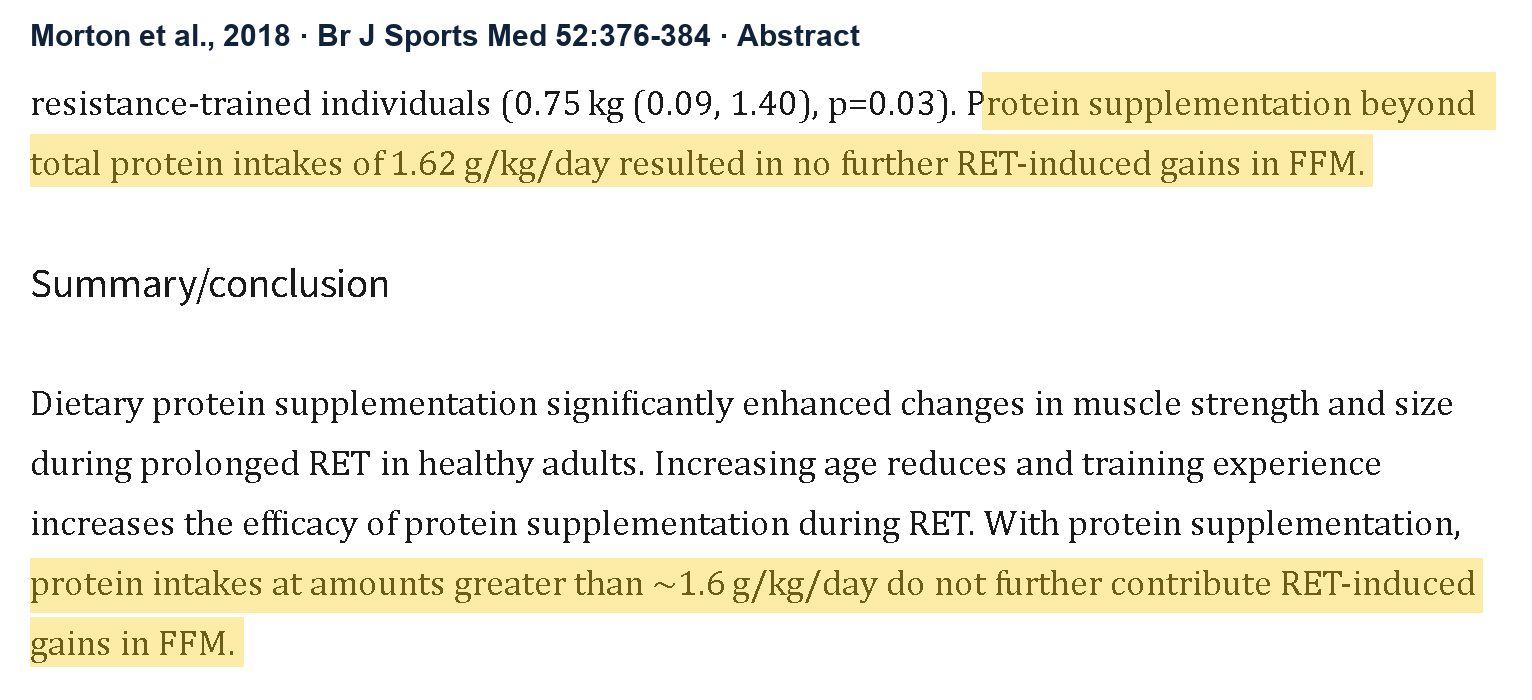 Morton et al., 2018 · Br J Sports Med 52:376-384 · Abstract
resistance-trained individuals (0.75 kg (0.09, 1.40), p=0.03). Protein supplementation beyond
total protein intakes of 1.62 g/kg/day resulted in no further RET-induced gains in FFM.
Summary/conclusion
Dietary protein supplementation significantly enhanced changes in muscle strength and size
during prolonged RET in healthy adults. Increasing age reduces and training experience
increases the efficacy of protein supplementation during RET. With protein supplementation,
protein intakes at amounts greater than ~1.6 g/kg/day do not further contribute RET-induced
gains in FFM.